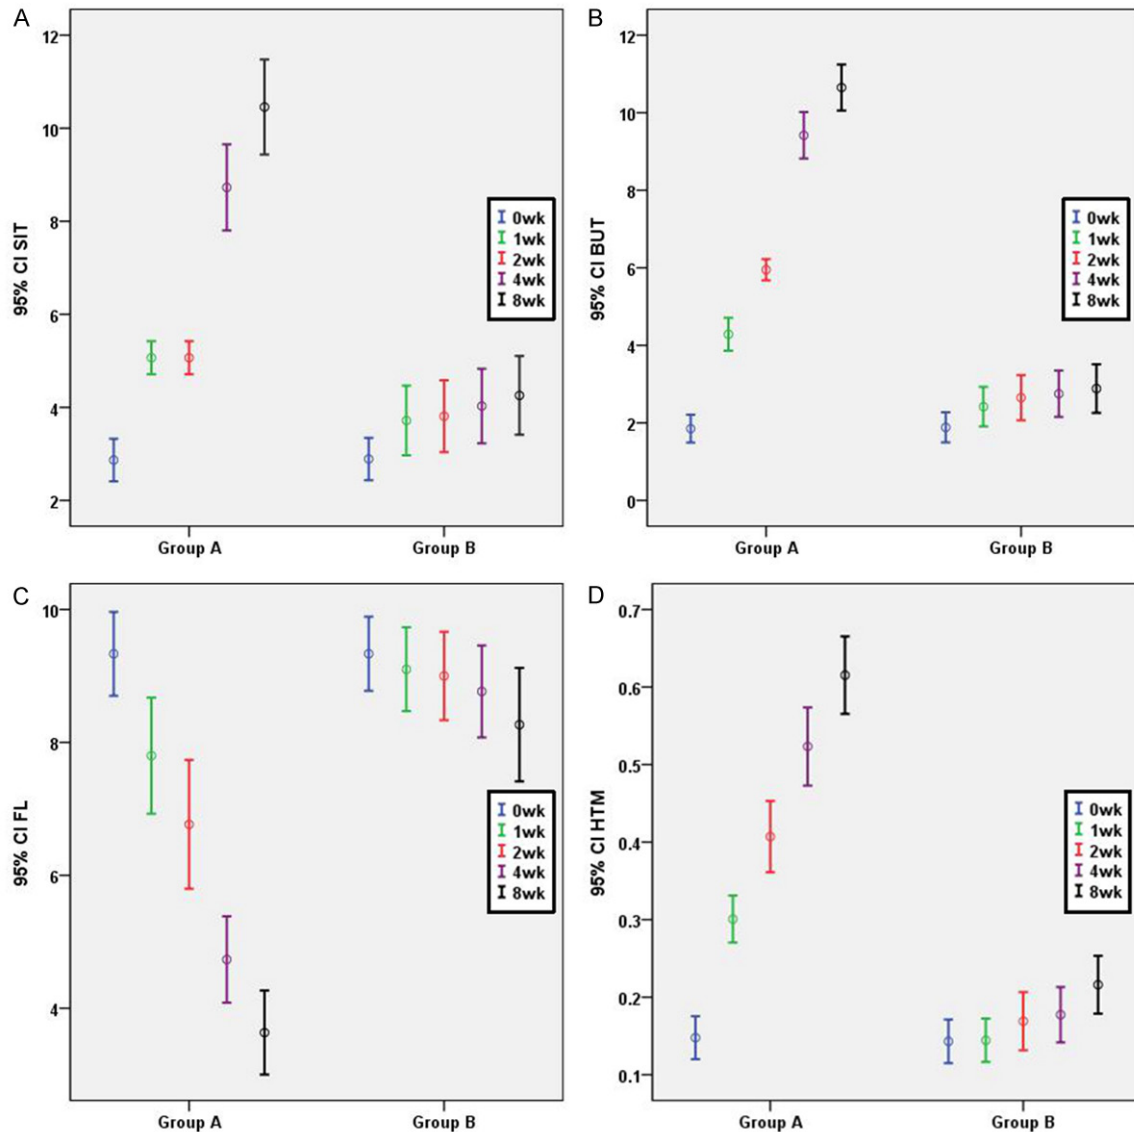 A
95% CI SIT
12
10
8
6
4
2
0wk
1wk
2wk
4wk
8wk
Group A
Group B
B
95% CI BUT
12
10
8
6
4
2
0
0wk
1wk
2wk
4wk
8wk
Group A
Group B
C
95% CI FL
10
8
6
4
0wk
1wk
2wk
4wk
8wk
Group A
Group B
D
95% CI HTM
0.7
0.6
0.5
0.4
0.3
0.2
0.1
0wk
1wk
2wk
4wk
8wk
Group A
Group B